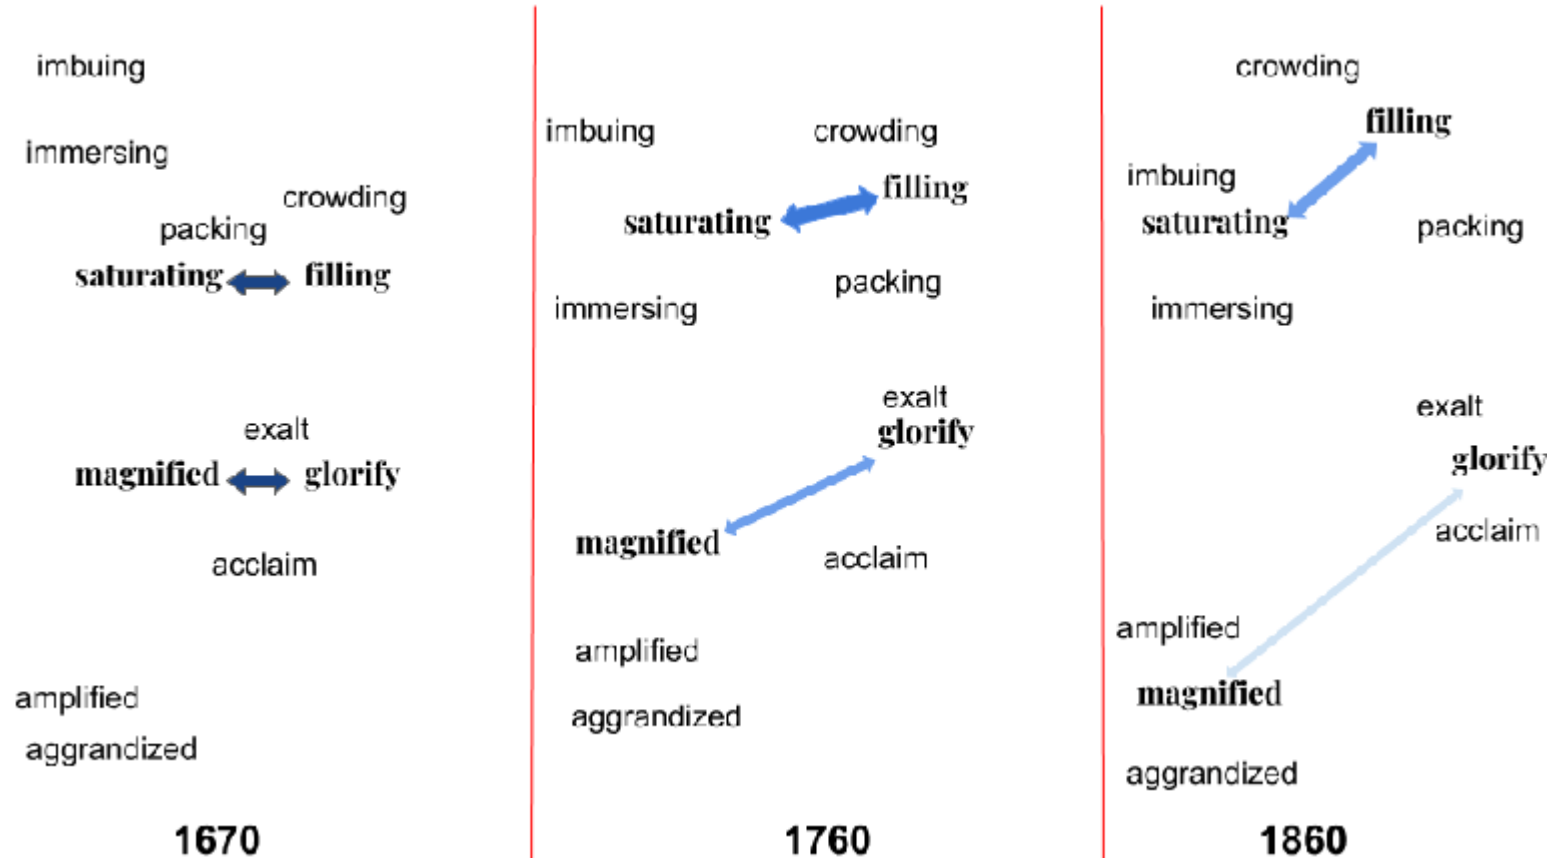 imbuing
immersing
crowding
packing
saturating filling
exalt
magnified glorify
acclaim
amplified
aggrandized
1670
imbuing crowding
filling
saturating
packing
immersing
exalt
glorify
magnified
acclaim
amplified
aggrandized
1760
crowding
filling
imbuing
saturating
packing
immersing
exalt
glorify
acclaim
amplified
magnified
aggrandized
1860